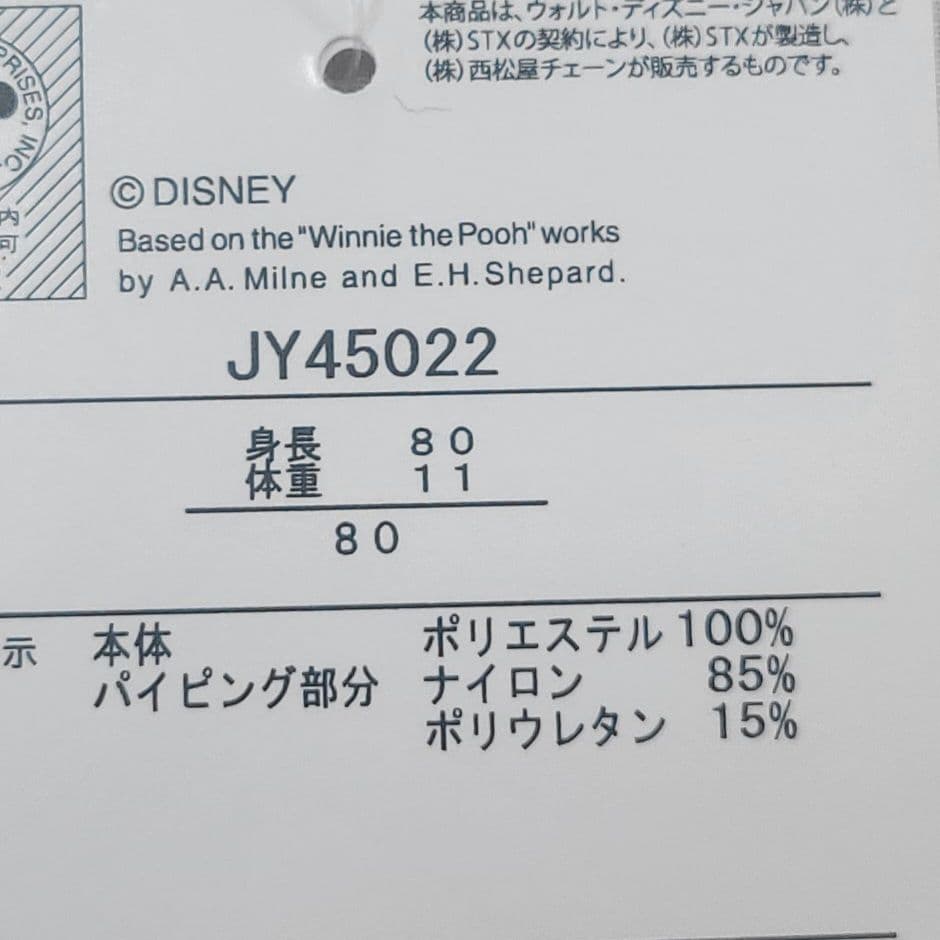 本商品は、ウォルト・ディズニー・ジャパン(株)と
(株)STXの契約により、(株)STXが製造し、
(株)西松屋チェーンが販売するものです。
PRISES, INC.
内
可
©DISNEY
Based on the "Winnie the Pooh" works
by A.A. Milne and E.H. Shepard.
JY45022
身長 80
体重 11
80
示 本体 ポリエステル 100%
パイピング部分 ナイロン 85%
ポリウレタン 15%